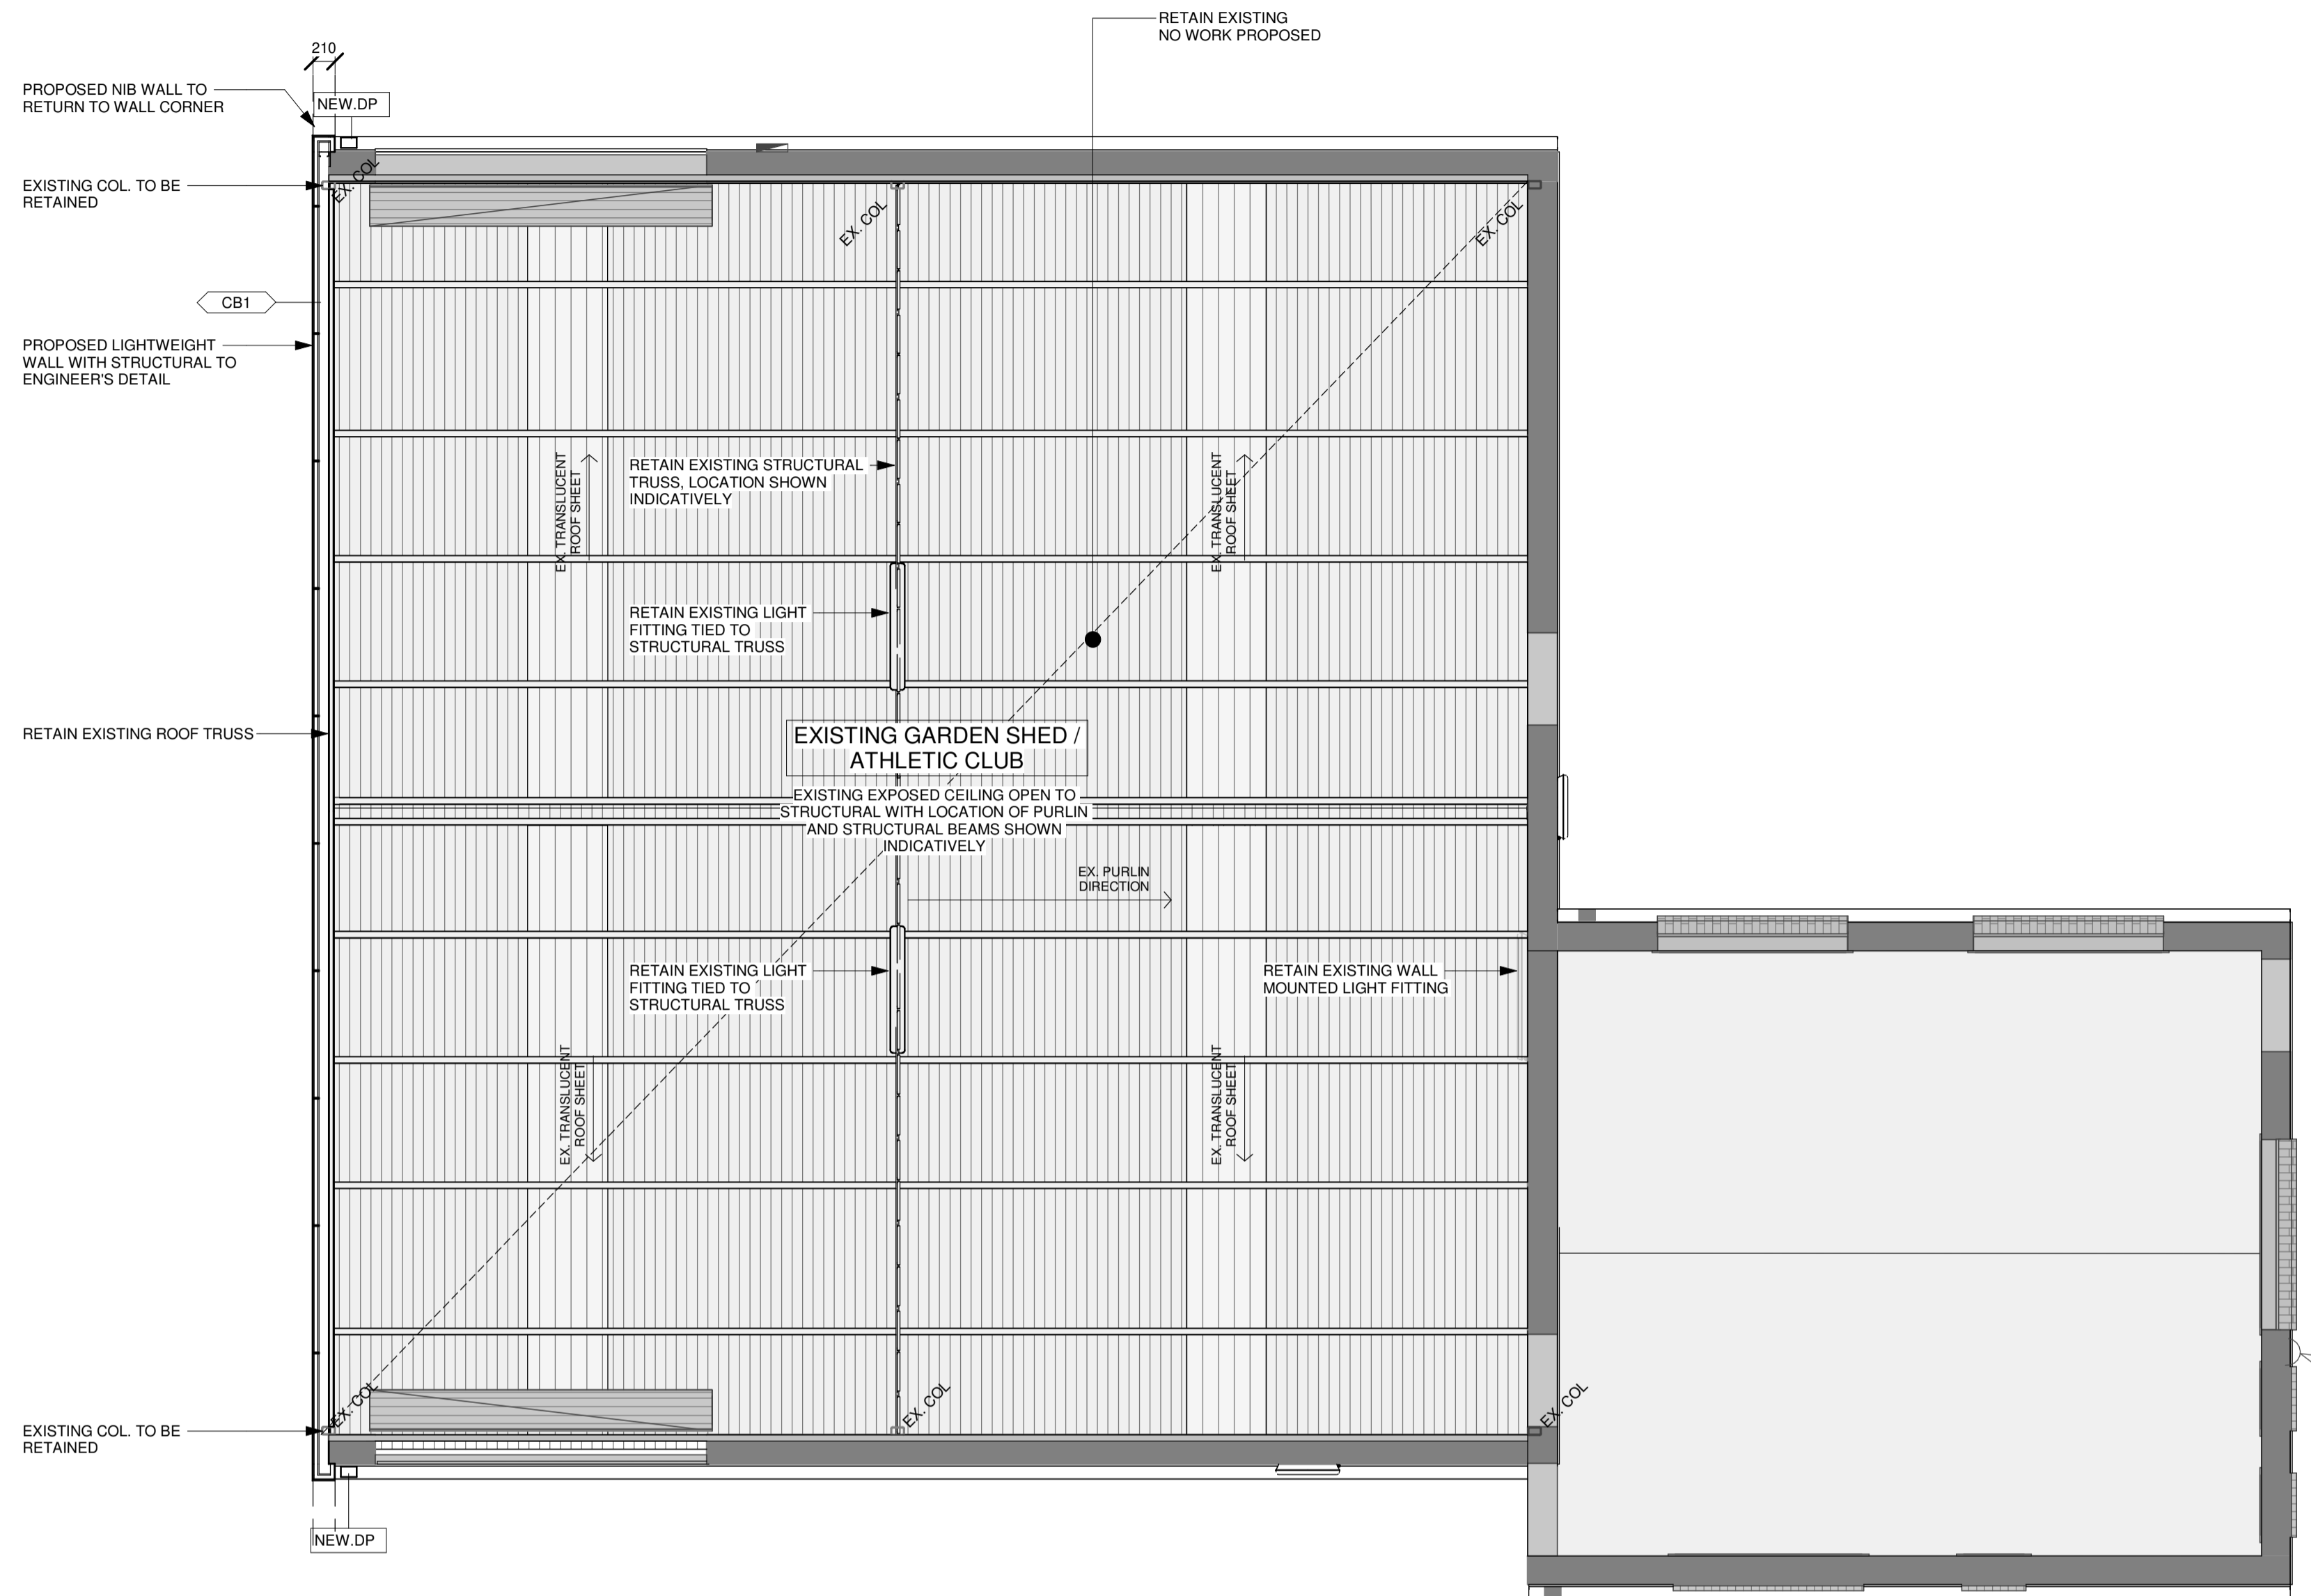 RETAIN EXISTING
NO WORK PROPOSED
210
PROPOSED NIB WALL TO
RETURN TO WALL CORNER
NEW.DP
EX. COL
EXISTING COL. TO BE
RETAINED
EX. COL
EX. COL
CB1
PROPOSED LIGHTWEIGHT
WALL WITH STRUCTURAL TO
ENGINEER'S DETAIL
EX. TRANSLUCENT
ROOF SHEET
RETAIN EXISTING STRUCTURAL
TRUSS, LOCATION SHOWN
INDICATIVELY
EX. TRANSLUCENT
ROOF SHEET
RETAIN EXISTING LIGHT
FITTING TIED TO
STRUCTURAL TRUSS
RETAIN EXISTING ROOF TRUSS
EXISTING GARDEN SHED /
ATHLETIC CLUB
EXISTING EXPOSED CEILING OPEN TO
STRUCTURAL WITH LOCATION OF PURLIN
AND STRUCTURAL BEAMS SHOWN
INDICATIVELY
EX. PURLIN
DIRECTION
RETAIN EXISTING LIGHT
FITTING TIED TO
STRUCTURAL TRUSS
RETAIN EXISTING WALL
MOUNTED LIGHT FITTING
EX. TRANSLUCENT
ROOF SHEET
EX. TRANSLUCENT
ROOF SHEET
EX. COL
EX. COL
EX. COL
EXISTING COL. TO BE
RETAINED
NEW.DP